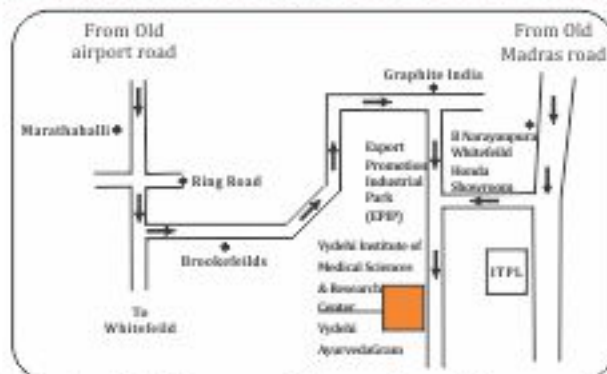 From Old
airport road
From Old
Madras road
Graphite India
Marathahalli
B Narayanpura
Whitefeild
Honda
Showroom
Export
Promotion
Industrial
Park
(EPIP)
Ring Road
Brookefeilds
Vydehi Institute of
Medical Sciences
& Research
Center
Vydehi
AyurvedaGram
ITPL
To
Whitefeild